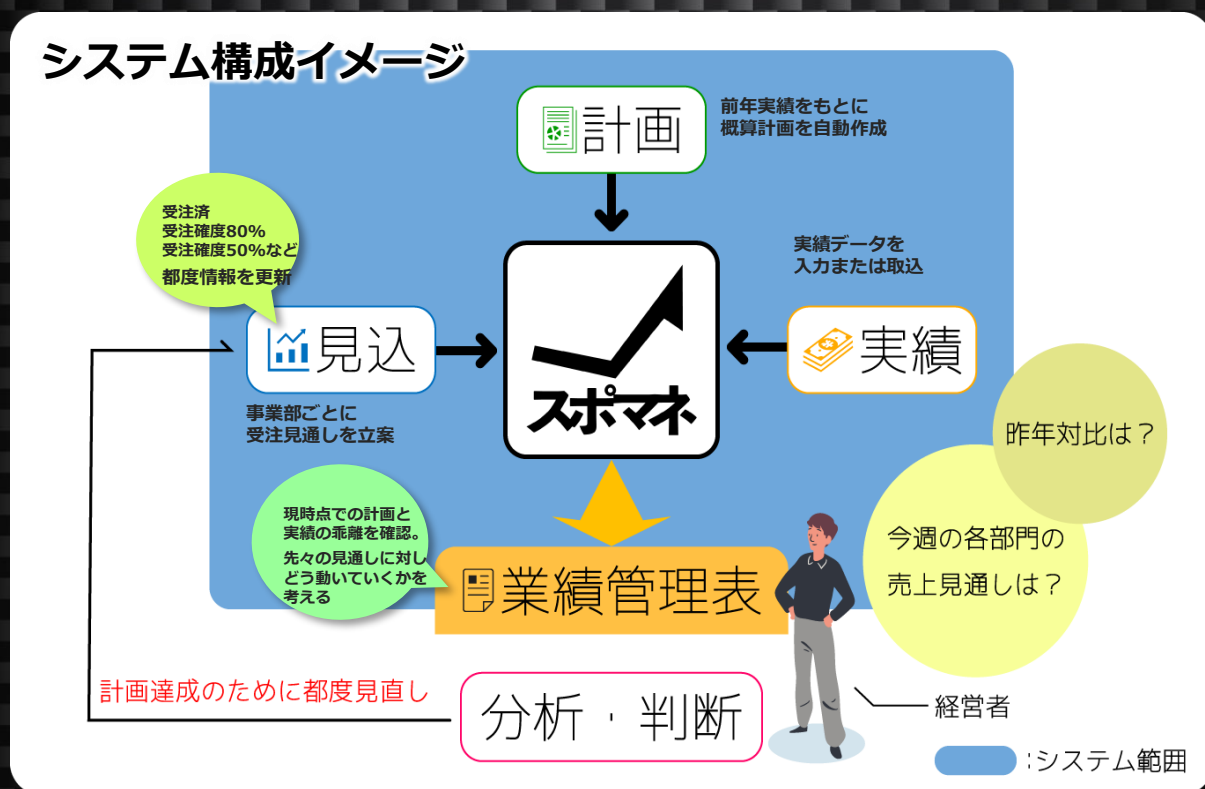 システム構成イメージ
計画
前年実績をもとに
概算計画を自動作成
受注済
受注確度80%
受注確度50%など
都度情報を更新
実績データを
入力または取込
見込
スポマネ
実績
事業部ごとに
受注見通しを立案
昨年対比は？
現時点での計画と
実績の乖離を確認。
先々の見通しに対し
どう動いていくかを
考える
今週の各部門の
売上見通しは？
業績管理表
計画達成のために都度見直し
分析・判断
経営者
:システム範囲